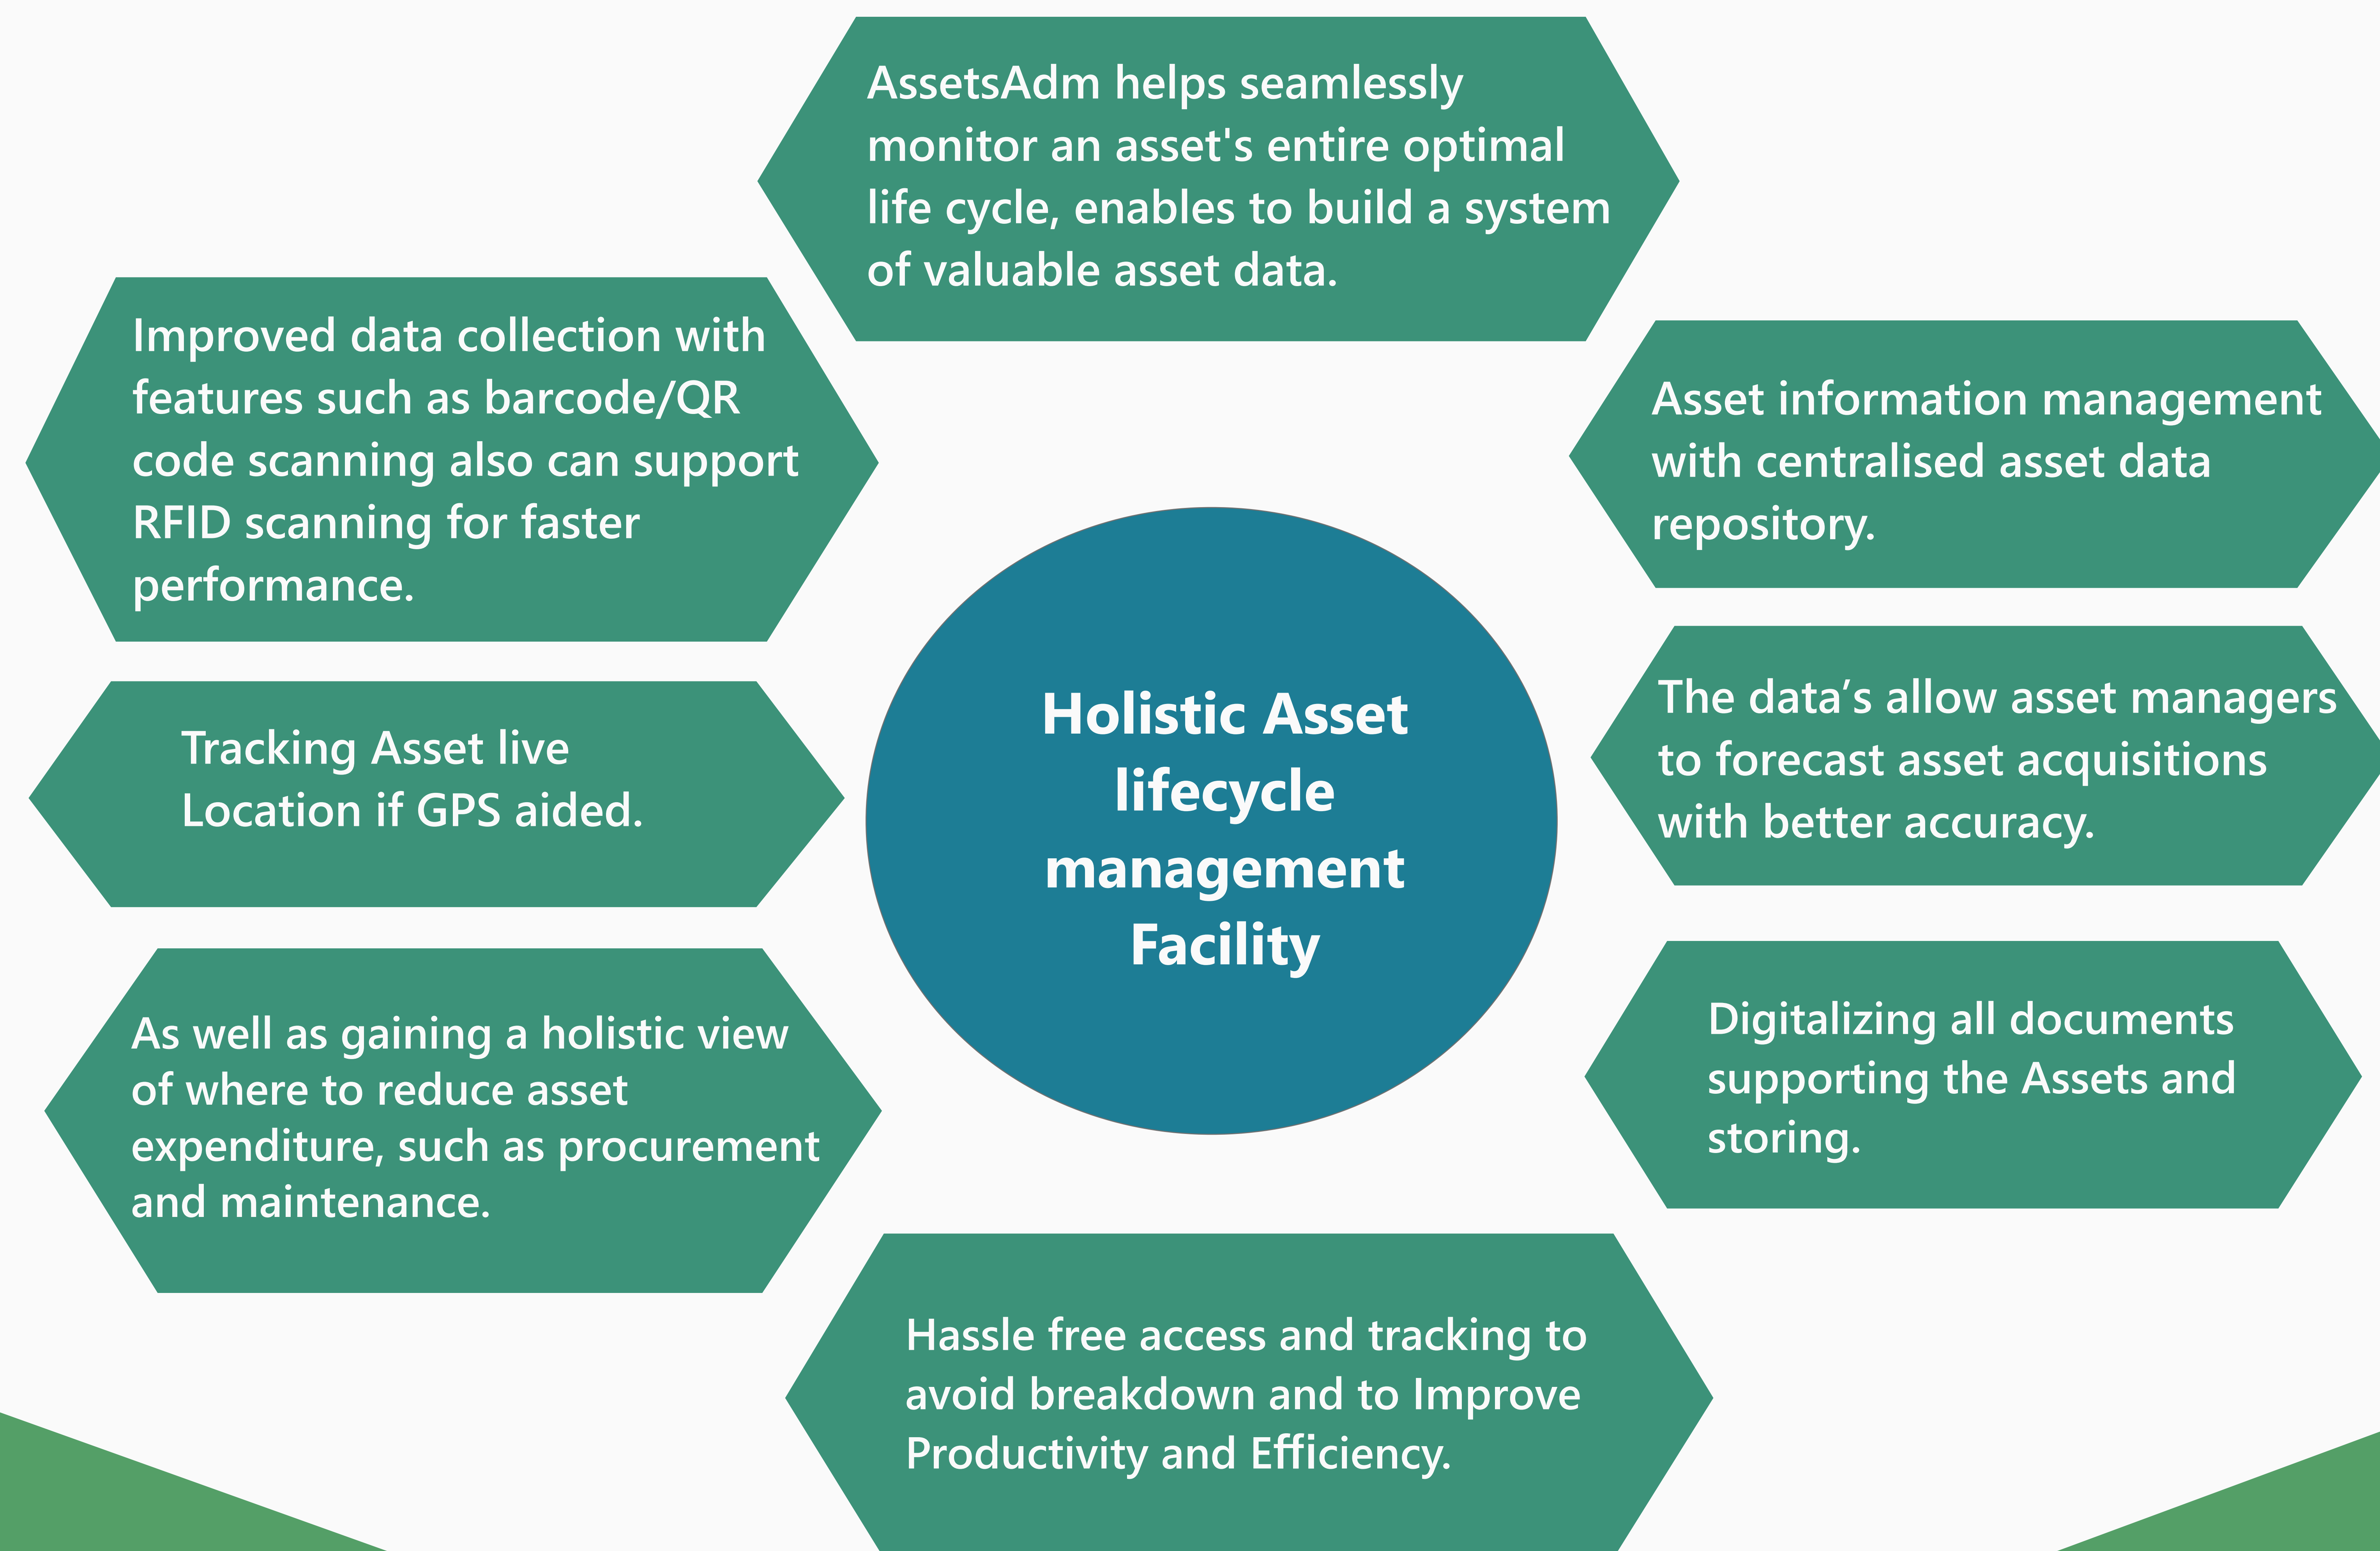 AssetsAdm helps seamlessly
monitor an asset's entire optimal
life cycle, enables to build a system
of valuable asset data.
Improved data collection with
features such as barcode/QR
code scanning also can support
RFID scanning for faster
performance.
Asset information management
with centralised asset data
repository.
Holistic Asset
lifecycle
management
Facility
Tracking Asset live
Location if GPS aided.
The data’s allow asset managers
to forecast asset acquisitions
with better accuracy.
As well as gaining a holistic view
of where to reduce asset
expenditure, such as procurement
and maintenance.
Digitalizing all documents
supporting the Assets and
storing.
Hassle free access and tracking to
avoid breakdown and to Improve
Productivity and Efficiency.